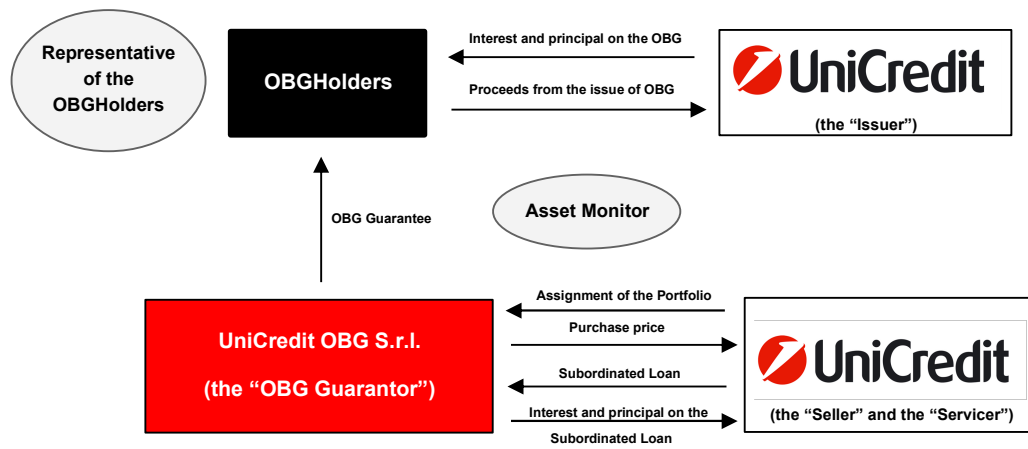 Representative
of the
OBGHolders
OBGHolders
Interest and principal on the OBG
Proceeds from the issue of OBG
UniCredit
(the “Issuer”)
OBG Guarantee
Asset Monitor
UniCredit OBG S.r.l.
(the “OBG Guarantor”)
Assignment of the Portfolio
Purchase price
Subordinated Loan
Interest and principal on the
Subordinated Loan
UniCredit
(the “Seller” and the “Servicer”)